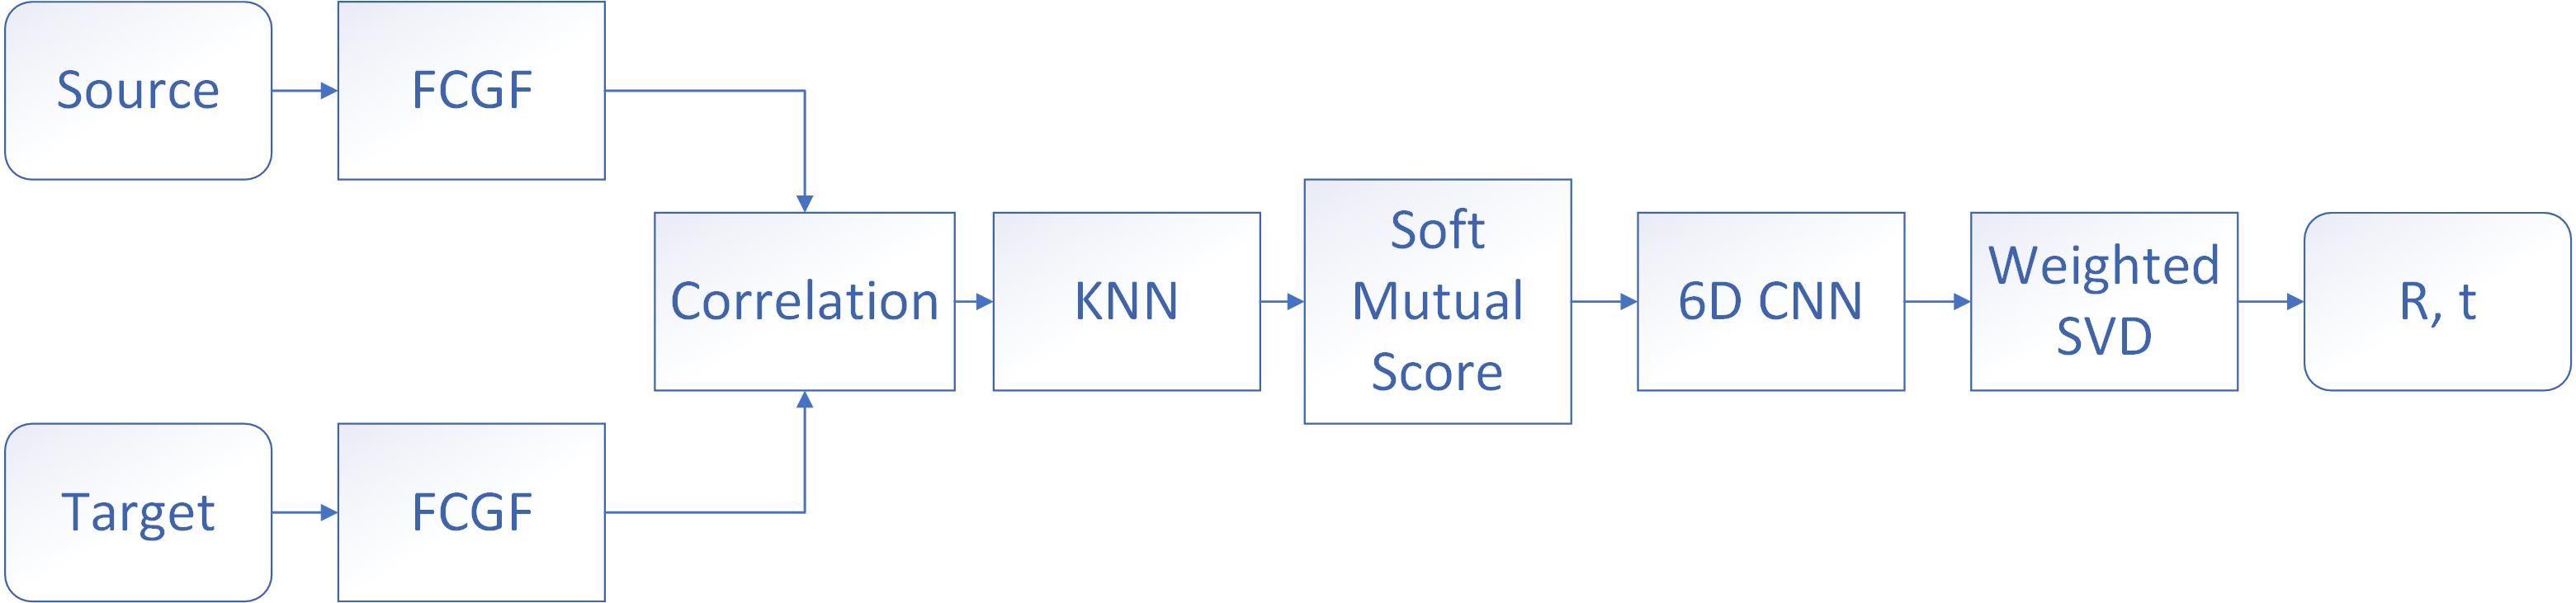 Source
FCGF
Target
FCGF
Correlation
KNN
Soft
Mutual
Score
6D CNN
Weighted
SVD
R, t